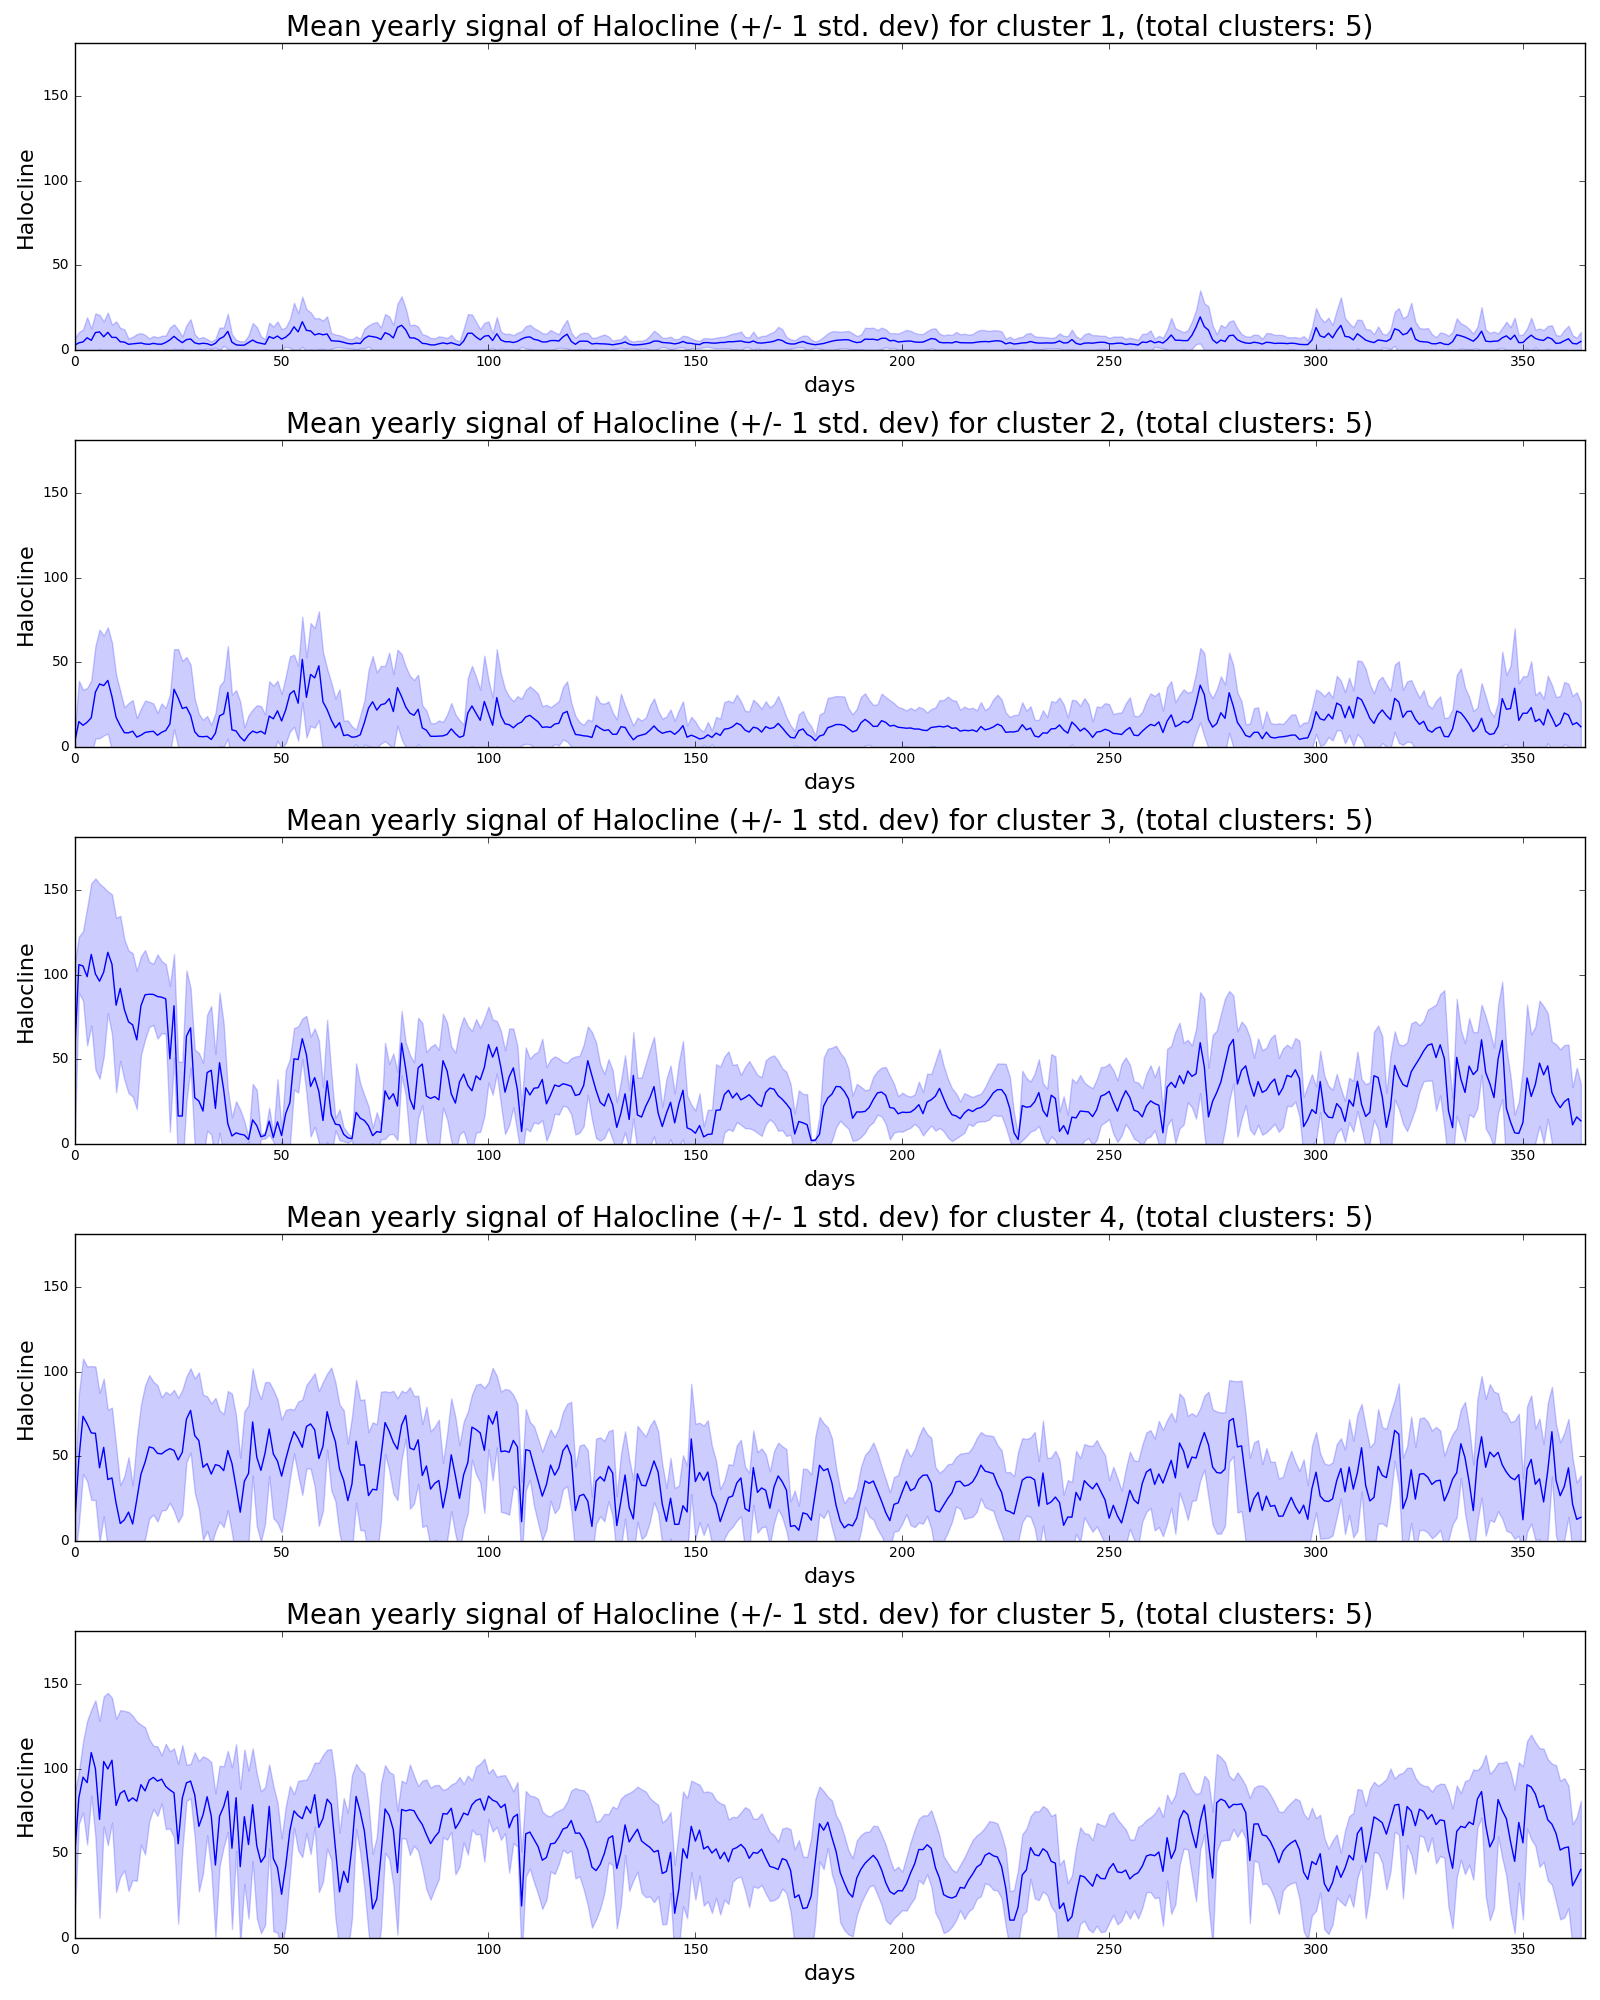 Mean yearly signal of Halocline (+/- 1 std. dev) for cluster 1, (total clusters: 5)
150
100
50
0
Halocline
0 50 100 150 200 250 300 350
days
Mean yearly signal of Halocline (+/- 1 std. dev) for cluster 2, (total clusters: 5)
150
100
50
0
Halocline
0 50 100 150 200 250 300 350
days
Mean yearly signal of Halocline (+/- 1 std. dev) for cluster 3, (total clusters: 5)
150
100
50
0
Halocline
0 50 100 150 200 250 300 350
days
Mean yearly signal of Halocline (+/- 1 std. dev) for cluster 4, (total clusters: 5)
150
100
50
0
Halocline
0 50 100 150 200 250 300 350
days
Mean yearly signal of Halocline (+/- 1 std. dev) for cluster 5, (total clusters: 5)
150
100
50
0
Halocline
0 50 100 150 200 250 300 350
days